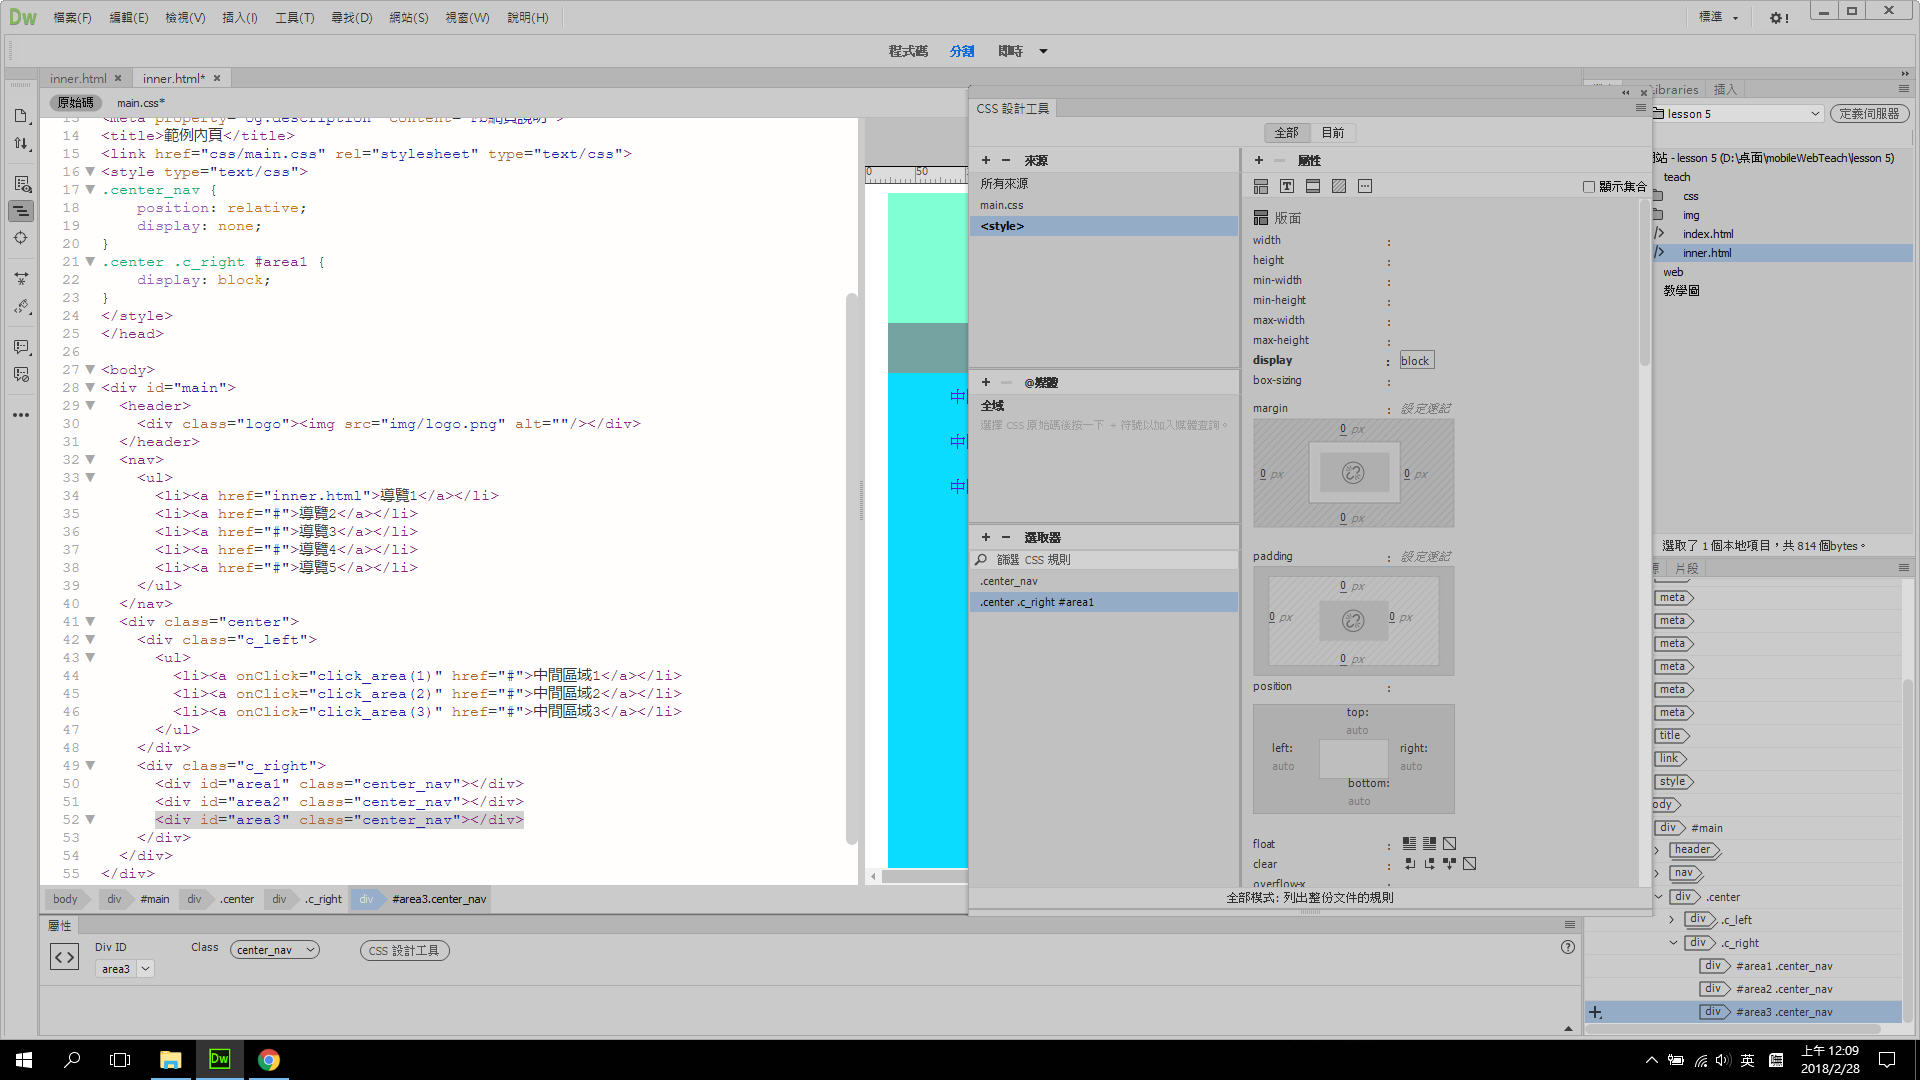 Dw 檔案(F) 編輯(E) 檢視(V) 插入(I) 工具(T) 尋找(D) 網站(S) 視窗(W) 說明(H) 標準
程式碼 分割 即時
inner.html inner.html*
原始碼 main.css*
14 <title>範例內頁</title>
15 <link href="css/main.css" rel="stylesheet" type="text/css">
16 <style type="text/css">
17 .center_nav {
18 position: relative;
19 display: none;
20 }
21 .center .c_right #area1 {
22 display: block;
23 }
24 </style>
25 </head>
26
27 <body>
28 <div id="main">
29 <header>
30 <div class="logo"><img src="img/logo.png" alt=""/></div>
31 </header>
32 <nav>
33 <ul>
34 <li><a href="inner.html">導覽1</a></li>
35 <li><a href="#">導覽2</a></li>
36 <li><a href="#">導覽3</a></li>
37 <li><a href="#">導覽4</a></li>
38 <li><a href="#">導覽5</a></li>
39 </ul>
40 </nav>
41 <div class="center">
42 <div class="c_left">
43 <ul>
44 <li><a onClick="click_area(1)" href="#">中間區域1</a></li>
45 <li><a onClick="click_area(2)" href="#">中間區域2</a></li>
46 <li><a onClick="click_area(3)" href="#">中間區域3</a></li>
47 </ul>
48 </div>
49 <div class="c_right">
50 <div id="area1" class="center_nav"></div>
51 <div id="area2" class="center_nav"></div>
52 <div id="area3" class="center_nav"></div>
53 </div>
54 </div>
55 </div>
body div #main div .center div .c_right div #area3.center_nav
屬性
Div ID
area3
Class center_nav CSS 設計工具
0 50
中
中
中
CSS 設計工具
全部 目前
來源
所有來源
main.css
<style>
@媒體
全域
選擇 CSS 原始碼後按一下 + 符號以加入媒體查詢。
選取器
篩選 CSS 規則
.center_nav
.center .c_right #area1
屬性
顯示集合
版面
width :
height :
min-width :
min-height :
max-width :
max-height :
display : block
box-sizing :
margin : 設定速記
0 px
0 px 0 px
0 px
padding : 設定速記
0 px
0 px 0 px
0 px
position :
top:
auto
left: right:
auto auto
bottom:
auto
float :
clear :
overflow-x :
全部模式: 列出整份文件的規則
Libraries 插入
lesson 5 定義伺服器
站 - lesson 5 (D:\桌面\mobileWebTeach\lesson 5)
teach
css
img
index.html
inner.html
web
教學圖
選取了 1 個本地項目，共 814 個bytes。
片段
meta
meta
meta
meta
meta
meta
title
link
style
body
div #main
header
nav
div .center
div .c_left
div .c_right
div #area1 .center_nav
div #area2 .center_nav
div #area3 .center_nav
Dw
英
上午 12:09
2018/2/28